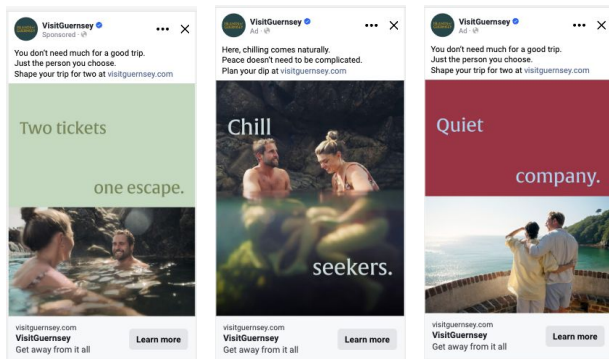 VisitGuernsey
Sponsored ·
You don't need much for a good trip.
Just the person you choose.
Shape your trip for two at visitguernsey.com
Two tickets
one escape.
visitguernsey.com
VisitGuernsey
Get away from it all
Learn more
VisitGuernsey
Ad ·
Here, chilling comes naturally.
Peace doesn't need to be complicated.
Plan your dip at visitguernsey.com
Chill
seekers.
visitguernsey.com
VisitGuernsey
Get away from it all
Learn more
VisitGuernsey
Ad ·
You don't need much for a good trip.
Just the person you choose.
Shape your trip for two at visitguernsey.com
Quiet
company.
visitguernsey.com
VisitGuernsey
Get away from it all
Learn more